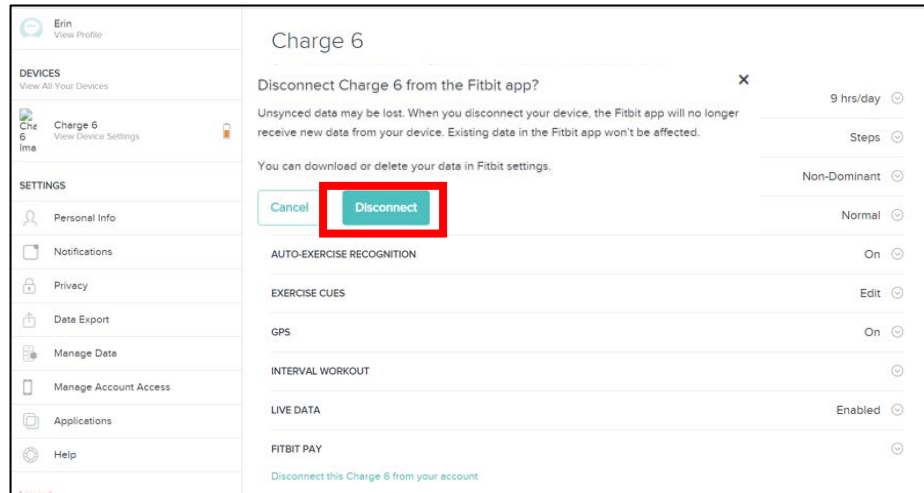 Erin
View Profile
DEVICES
View All Your Devices
Cha
6
Ima
Charge 6
View Device Settings
SETTINGS
Personal Info
Notifications
Privacy
Data Export
Manage Data
Manage Account Access
Applications
Help
Charge 6
Disconnect Charge 6 from the Fitbit app?
Unsynced data may be lost. When you disconnect your device, the Fitbit app will no longer
receive new data from your device. Existing data in the Fitbit app won't be affected.
You can download or delete your data in Fitbit settings.
Cancel
Disconnect
9 hrs/day
Steps
Non-Dominant
Normal
AUTO-EXERCISE RECOGNITION
On
EXERCISE CUES
Edit
GPS
On
INTERVAL WORKOUT
LIVE DATA
Enabled
FITBIT PAY
Disconnect this Charge 6 from your account